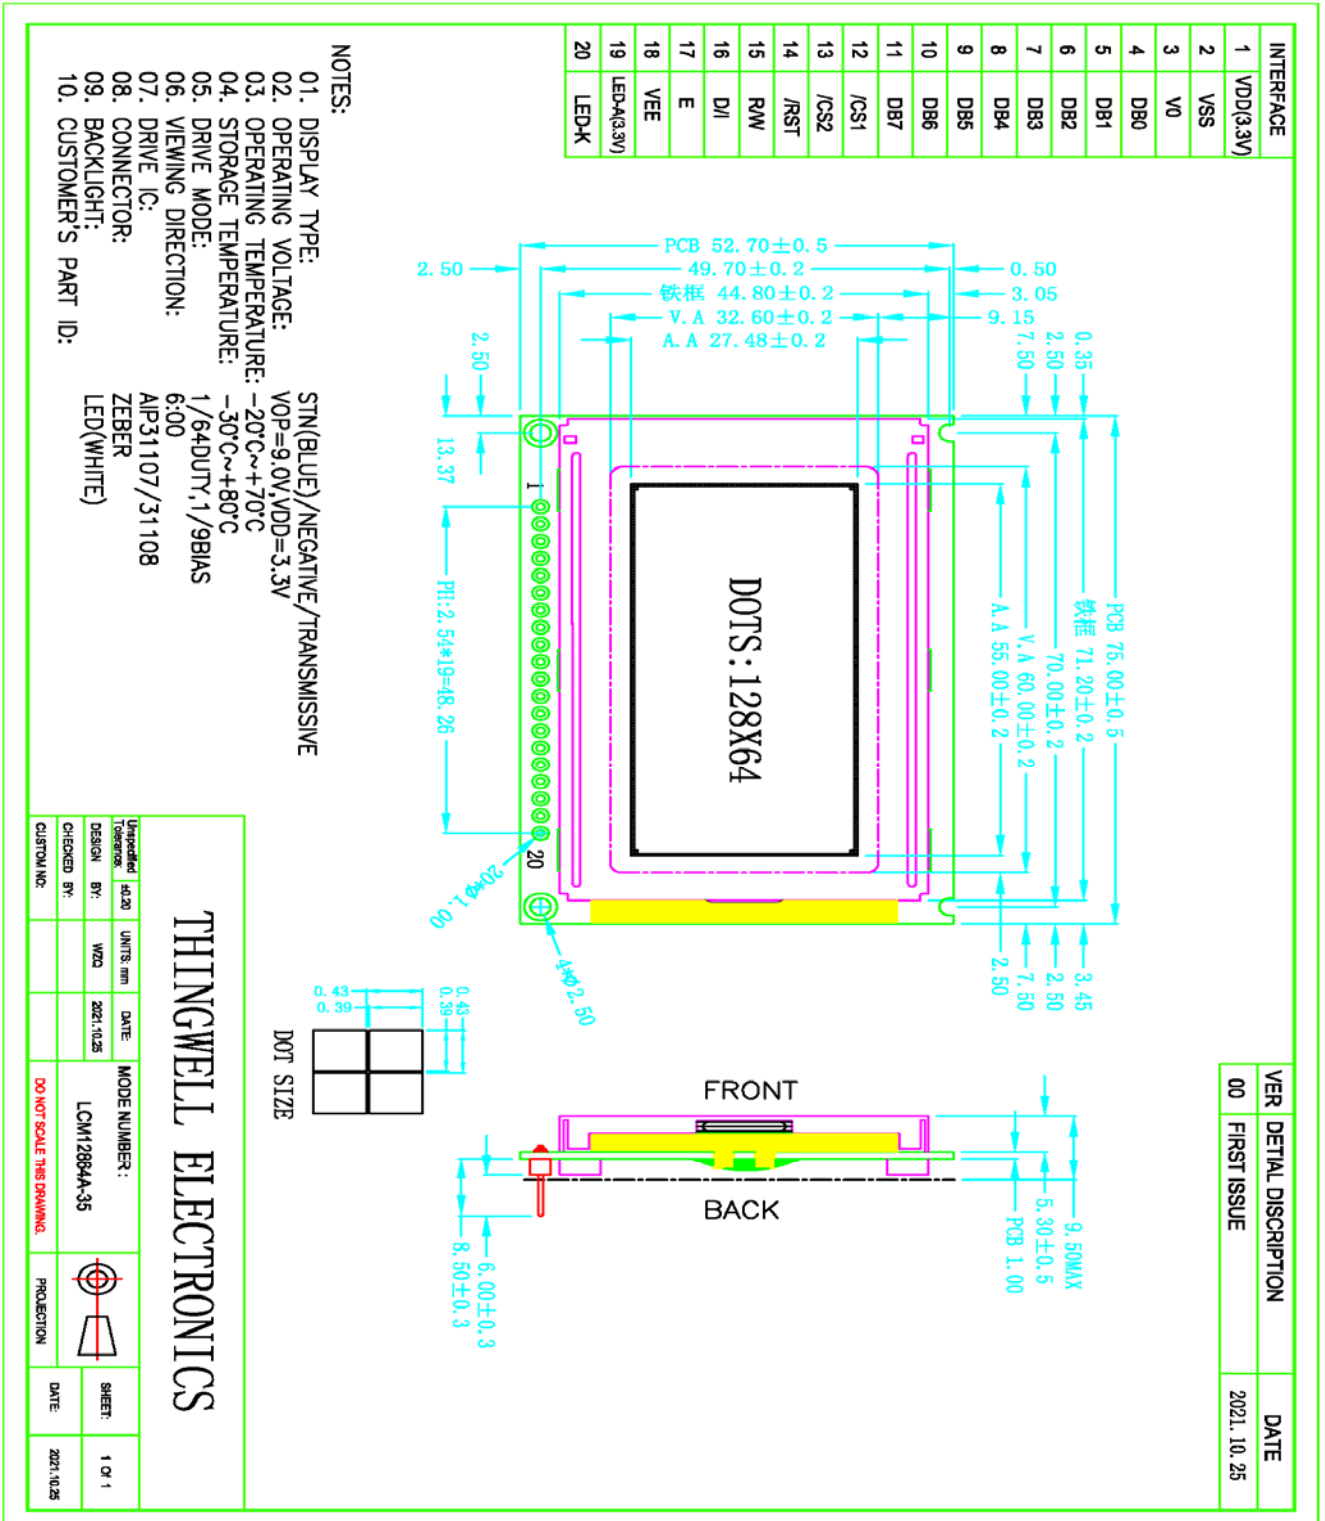 INTERFACE
1 VDD(3.3V)
2 VSS
3 V0
4 DB0
5 DB1
6 DB2
7 DB3
8 DB4
9 DB5
10 DB6
11 DB7
12 /CS1
13 /CS2
14 /RST
15 R/W
16 D/I
17 E
18 VEE
19 LED-A(3.3V)
20 LED-K
VER DETIAL DISCRIPTION DATE
00 FIRST ISSUE 2021. 10. 25
PCB 75.00±0.5
0.35 铁框 71.20±0.2 3.45
2.50 70.00±0.2 2.50
7.50 V.A 60.00±0.2 7.50
A.A 55.00±0.2 2.50
PCB 52.70±0.5
2.50 49.70±0.2 0.50
铁框 44.80±0.2 3.05
V.A 32.60±0.2 9.15
A.A 27.48±0.2
DOTS:128X64
1
20
2.50
13.37
PH:2.54*19=48.26
20*ϕ1.00
4*ϕ2.50
FRONT
BACK
9.50MAX
5.30±0.5
PCB 1.00
6.00±0.3
8.50±0.3
0.43
0.39
0.43
0.39
DOT SIZE
NOTES:
01. DISPLAY TYPE: STN(BLUE)/NEGATIVE/TRANSMISSIVE
02. OPERATING VOLTAGE: VOP=9.0V,VDD=3.3V
03. OPERATING TEMPERATURE: -20°C~+70°C
04. STORAGE TEMPERATURE: -30°C~+80°C
05. DRIVE MODE: 1/64DUTY,1/9BIAS
06. VIEWING DIRECTION: 6:00
07. DRIVE IC: AIP31107/31108
08. CONNECTOR: ZEBER
09. BACKLIGHT: LED(WHITE)
10. CUSTOMER'S PART ID:
THINGWELL ELECTRONICS
Unspecified Tolerance: ±0.20 UNITS: mm DATE:
DESIGN BY: WZQ 2021.10.25
CHECKED BY:
CUSTOM NO:
MODE NUMBER :
LCM12864A-35
DO NOT SCALE THIS DRAWING.
PROJECTION
SHEET: 1 Of 1
DATE: 2021.10.25